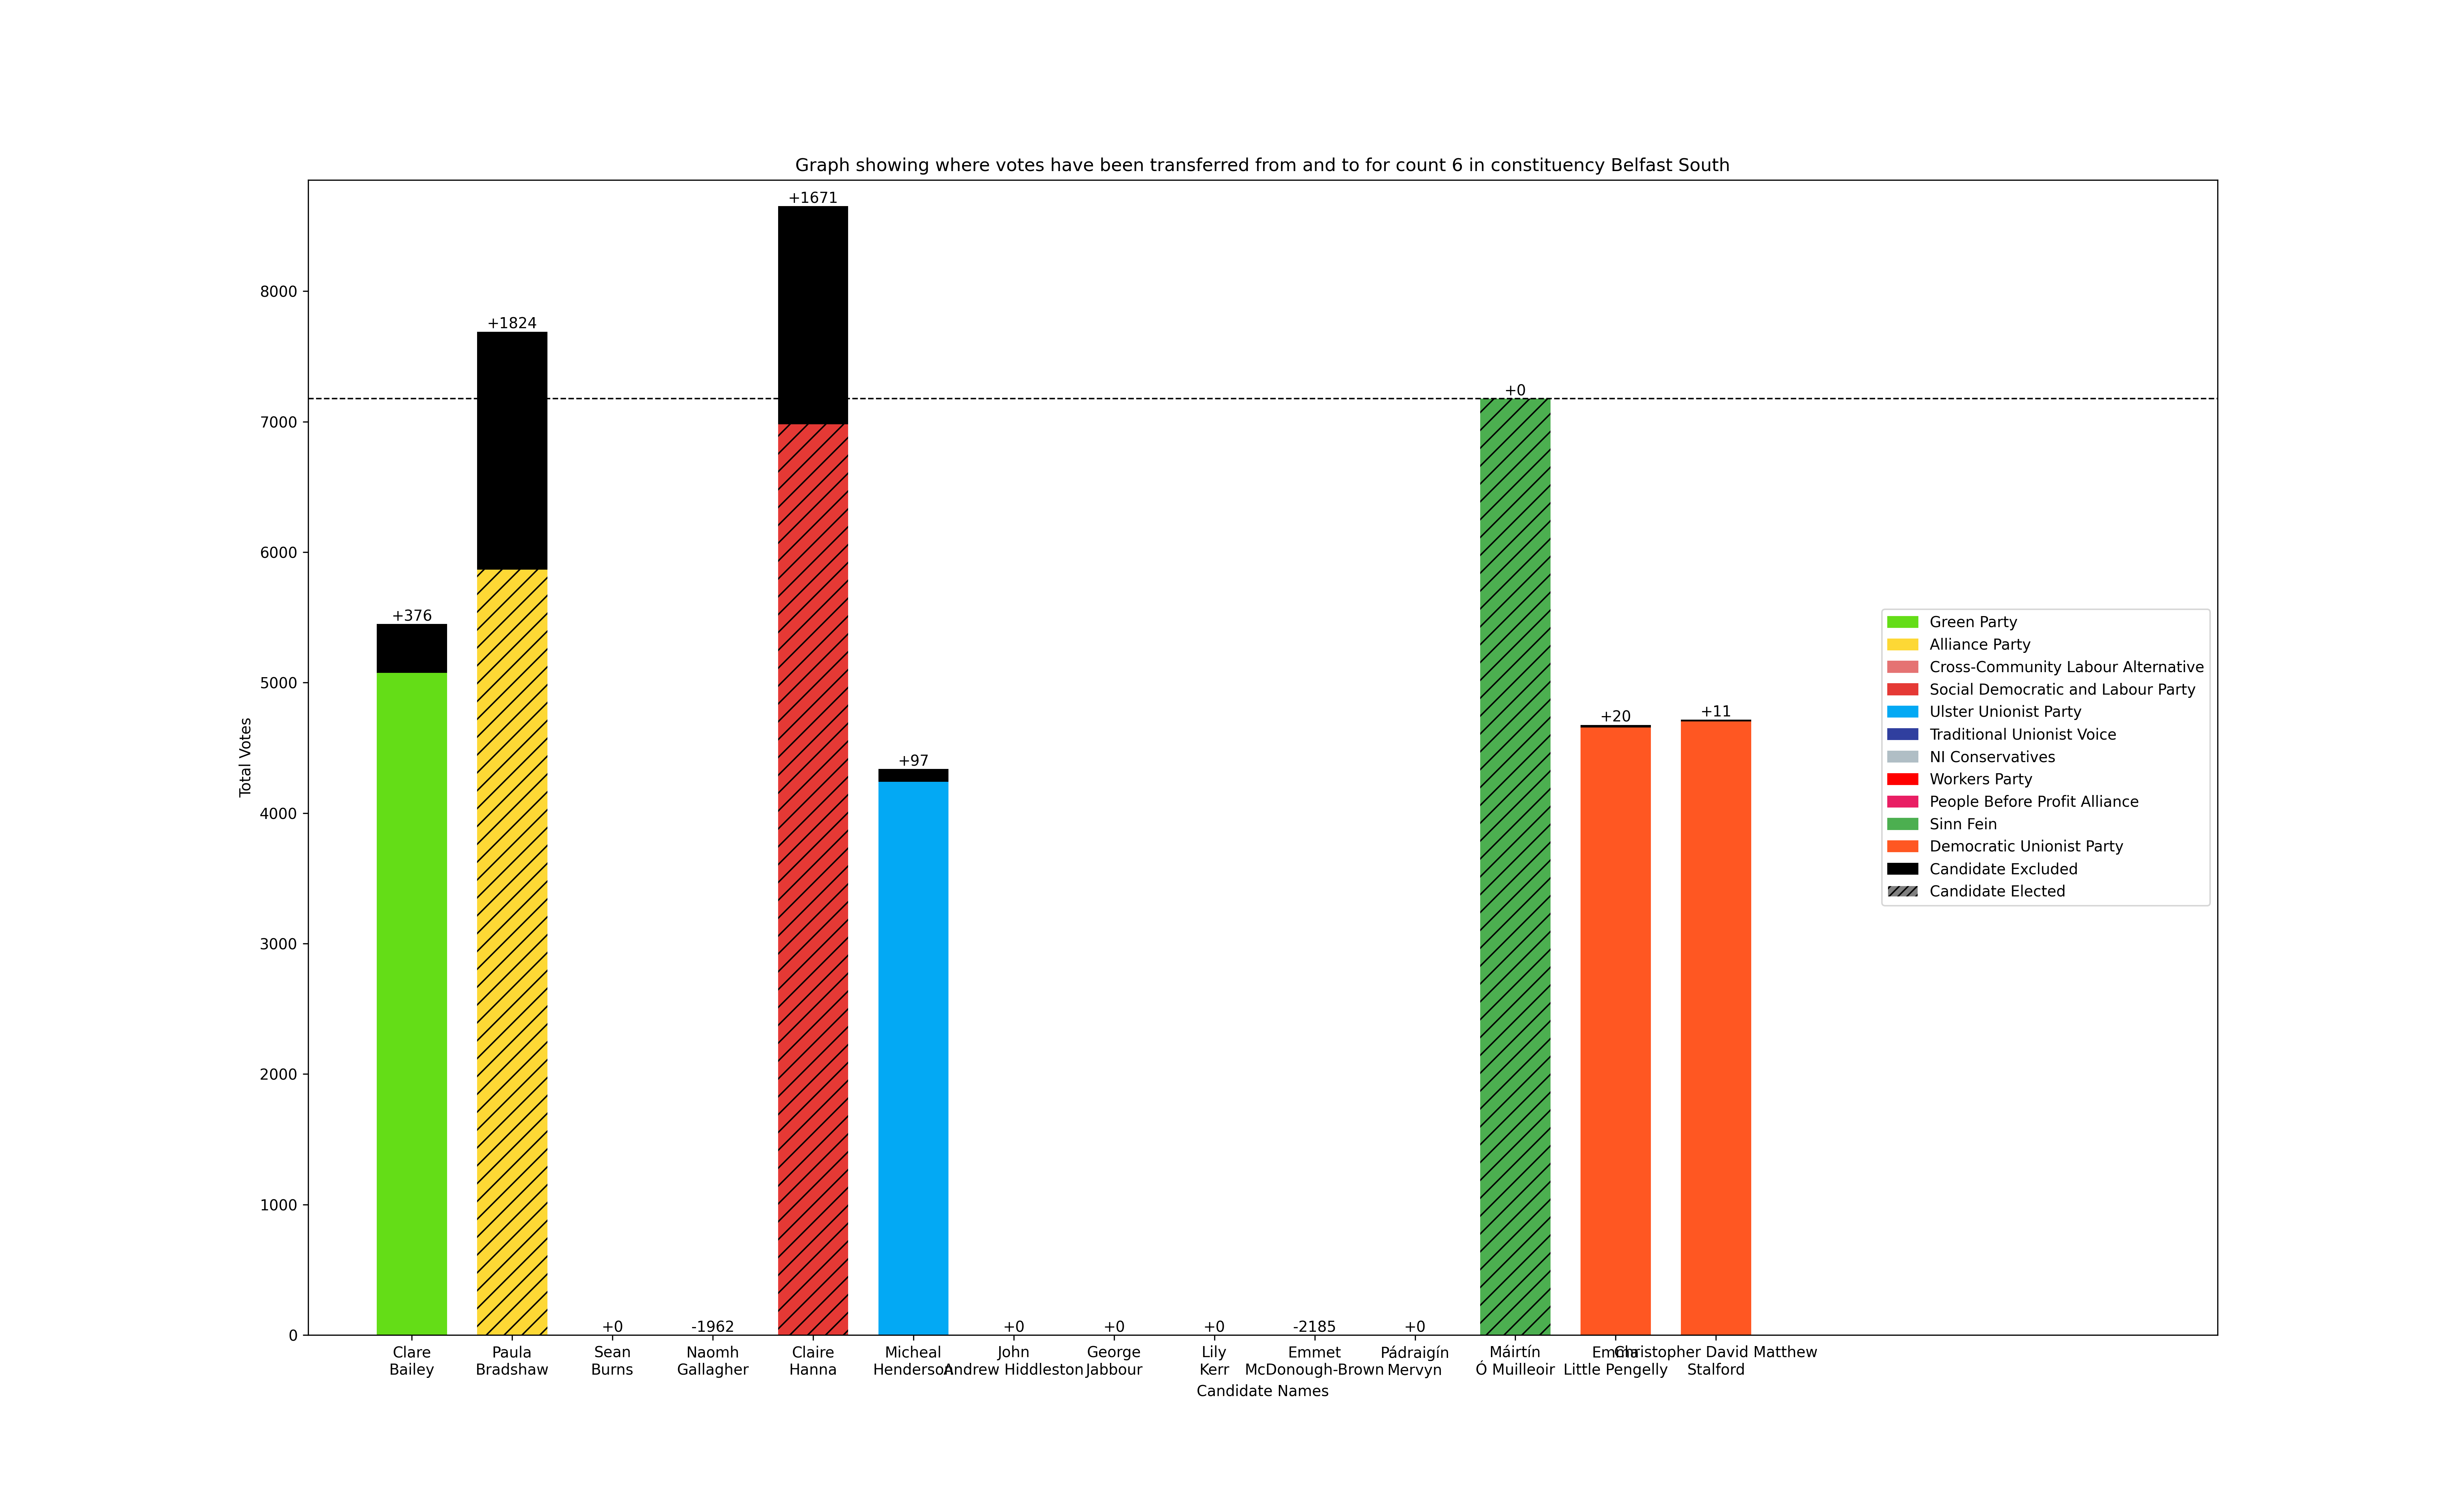 Graph showing where votes have been transferred from and to for count 6 in constituency Belfast South
Total Votes
8000
7000
6000
5000
4000
3000
2000
1000
0
+376
+1824
+0
-1962
+1671
+97
+0
+0
+0
-2185
+0
+0
+20
+11
Clare
Bailey
Paula
Bradshaw
Sean
Burns
Naomh
Gallagher
Claire
Hanna
Micheal
Henderson
John
Andrew Hiddleston
George
Jabbour
Lily
Kerr
Emmet
McDonough-Brown
Pádraigín
Mervyn
Máirtín
Ó Muilleoir
Emma
Little Pengelly
Christopher David Matthew
Stalford
Candidate Names
Green Party
Alliance Party
Cross-Community Labour Alternative
Social Democratic and Labour Party
Ulster Unionist Party
Traditional Unionist Voice
NI Conservatives
Workers Party
People Before Profit Alliance
Sinn Fein
Democratic Unionist Party
Candidate Excluded
Candidate Elected